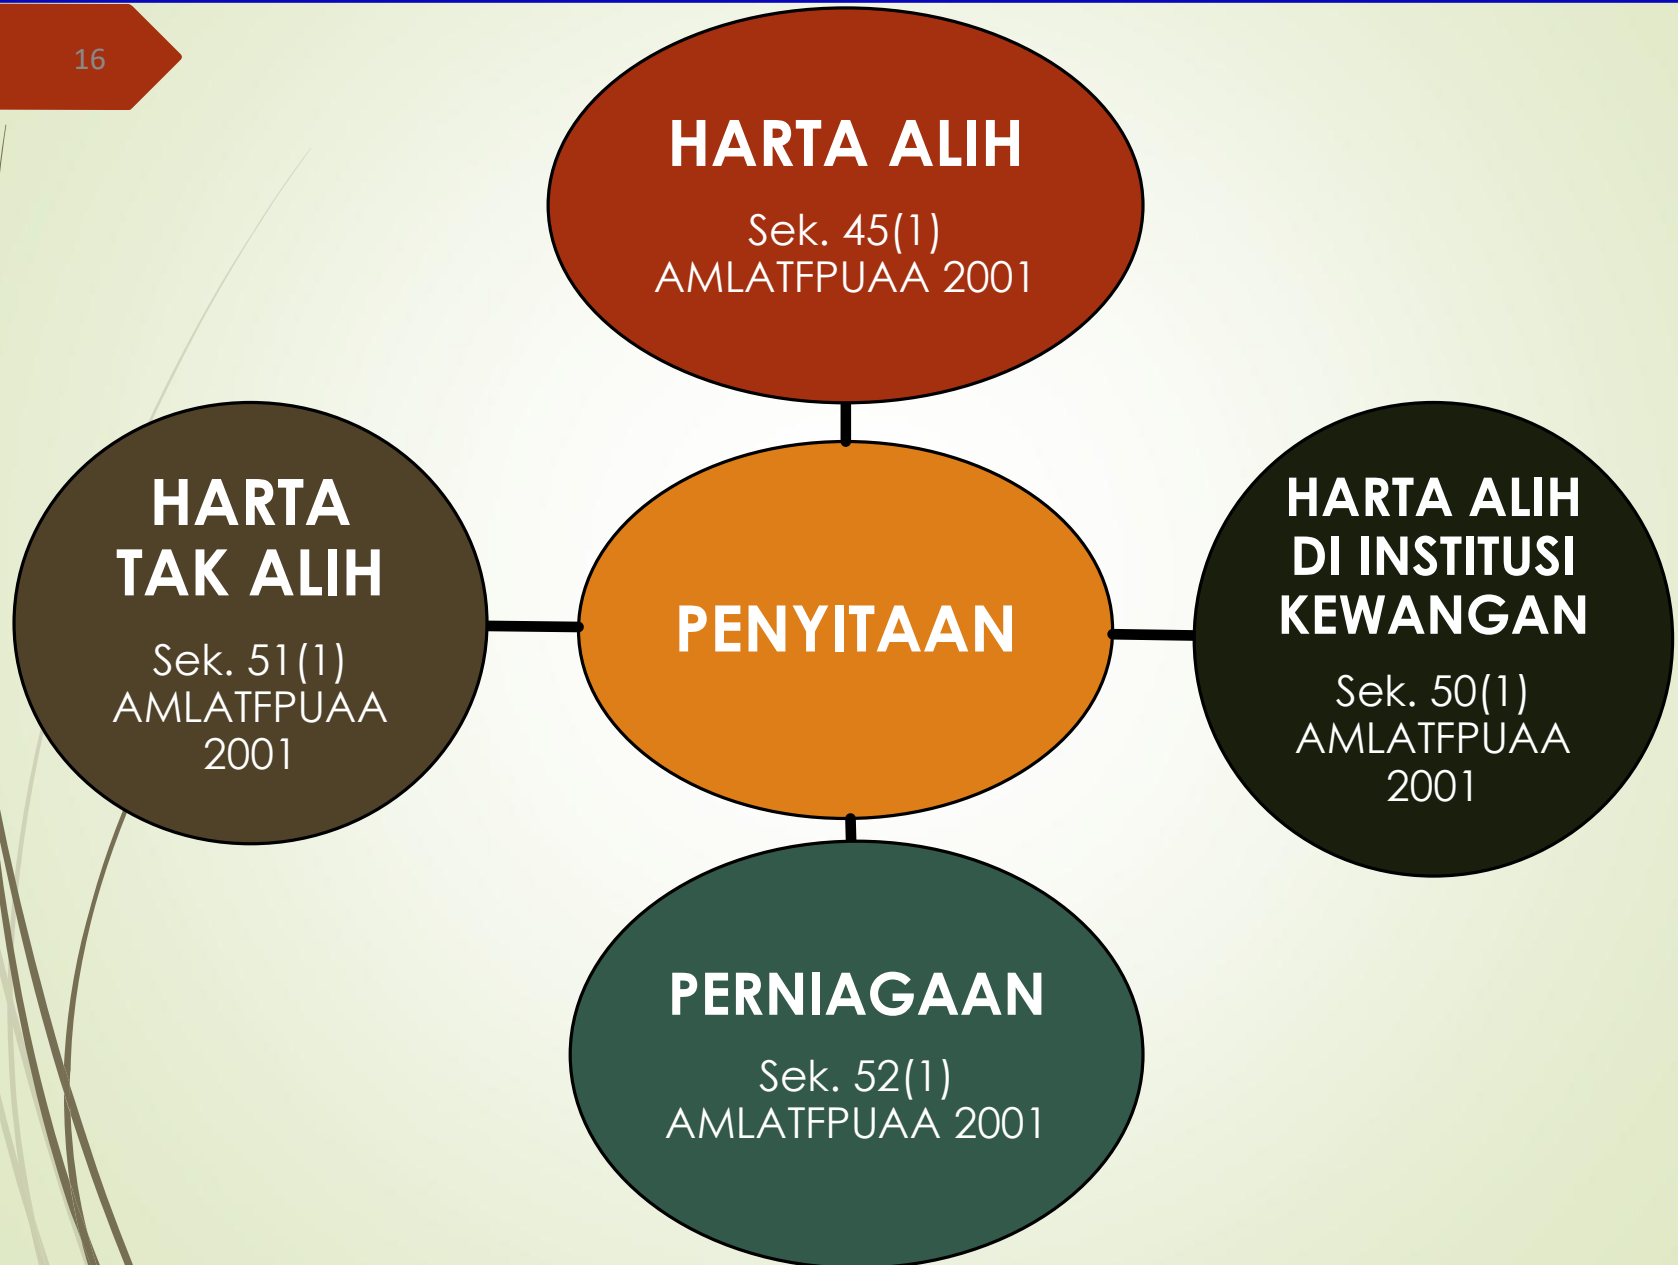 16
HARTA ALIH
Sek. 45(1)
AMLATFPUAA 2001
HARTA
TAK ALIH
Sek. 51(1)
AMLATFPUAA
2001
PENYITAAN
HARTA ALIH
DI INSTITUSI
KEWANGAN
Sek. 50(1)
AMLATFPUAA
2001
PERNIAGAAN
Sek. 52(1)
AMLATFPUAA 2001